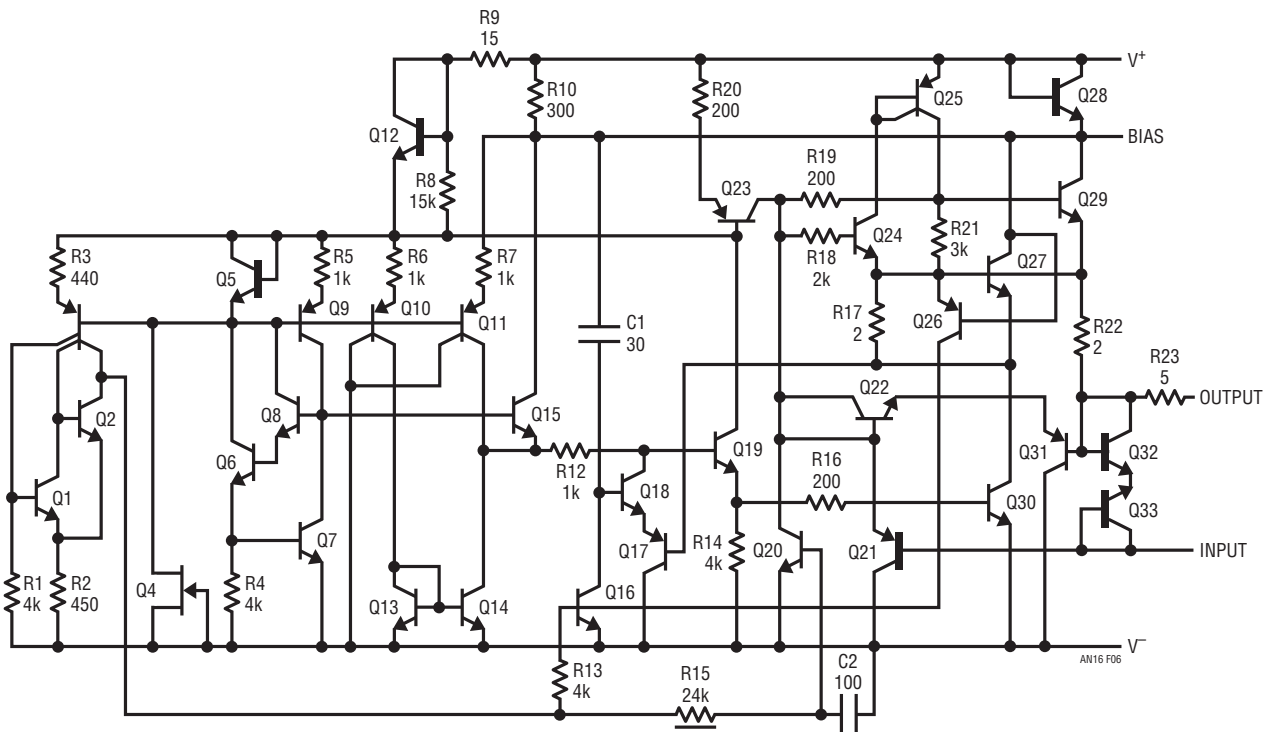 R9
15
V+
R10
300
R20
200
Q25
Q28
Q12
BIAS
R8
15k
R19
200
Q23
Q29
R3
440
Q5
R5
1k
R6
1k
R7
1k
R18
2k
Q24
R21
3k
Q27
Q9
Q10
Q11
C1
30
R17
2
Q26
R22
2
R23
5
OUTPUT
Q2
Q8
Q15
Q22
Q6
R12
1k
Q19
Q31
Q32
Q1
Q18
R16
200
Q30
Q33
Q7
Q17
R14
4k
Q20
Q21
INPUT
R1
4k
R2
450
Q4
R4
4k
Q13
Q14
Q16
V–
AN16 F06
R13
4k
R15
24k
C2
100